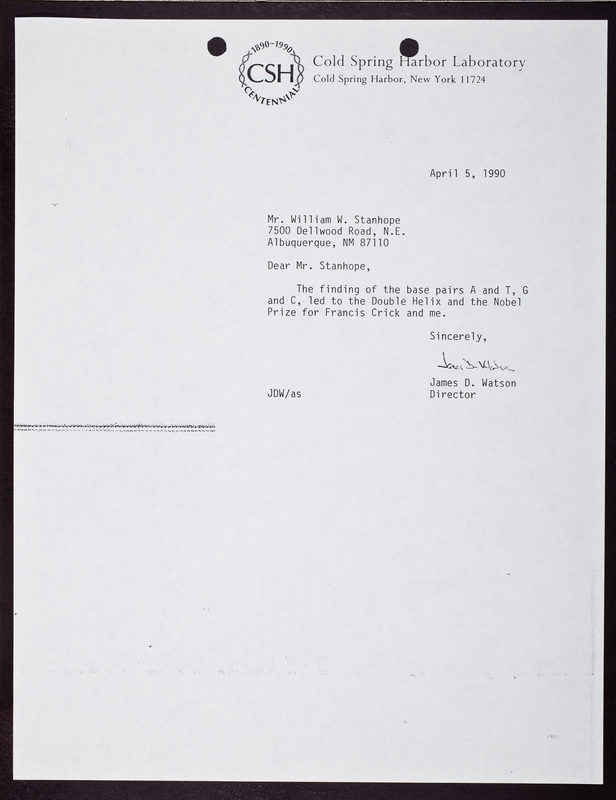 1890-1990
CSH
CENTENNIAL
Cold Spring Harbor Laboratory
Cold Spring Harbor, New York 11724
April 5, 1990
Mr. William W. Stanhope
7500 Dellwood Road, N.E.
Albuquerque, NM 87110
Dear Mr. Stanhope,
The finding of the base pairs A and T, G
and C, led to the Double Helix and the Nobel
Prize for Francis Crick and me.
Sincerely,
James D. Watson
James D. Watson
JDW/as
Director